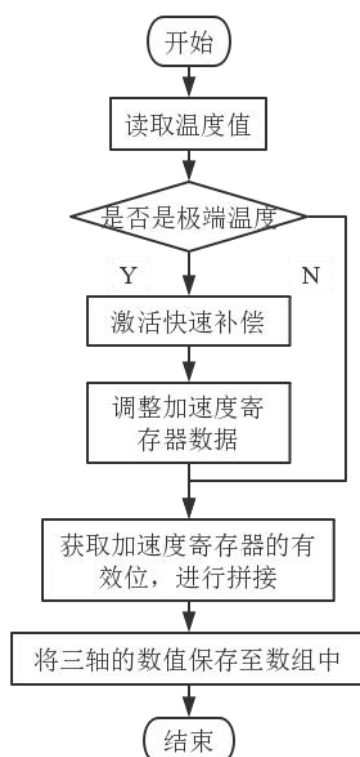 开始
读取温度值
是否是极端温度
Y
N
激活快速补偿
调整加速度寄
存器数据
获取加速度寄存器的有
效位，进行拼接
将三轴的数值保存至数组中
结束